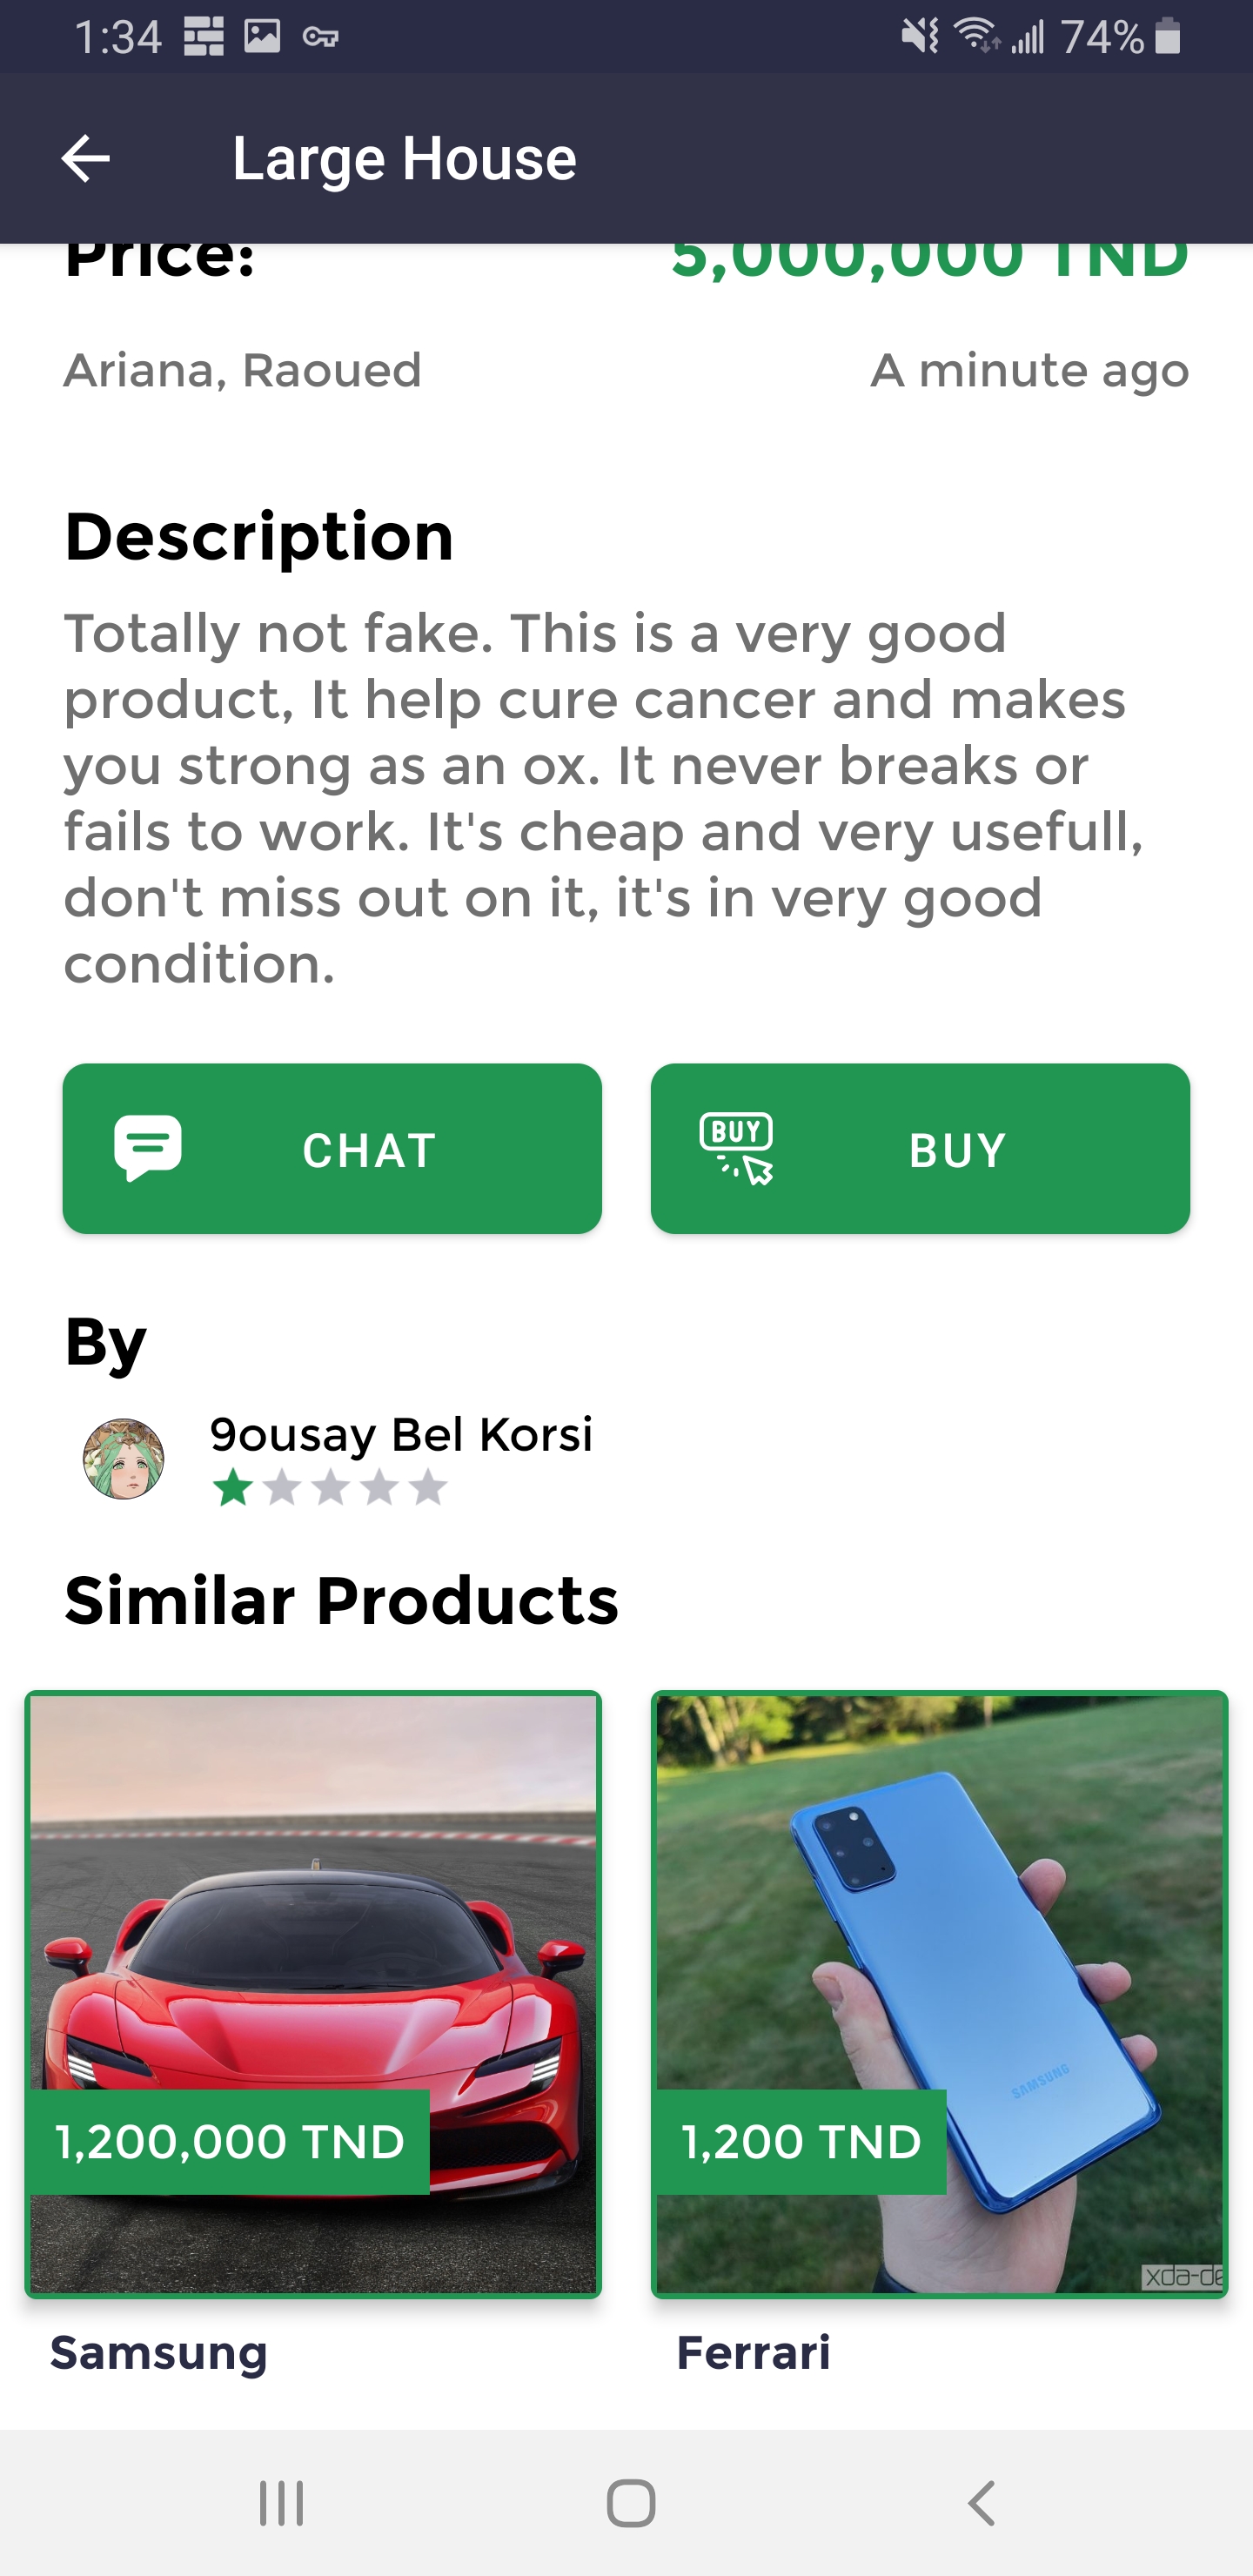 1:34 74%
Large House
Price: 5,000,000 TND
Ariana, Raoued A minute ago
Description
Totally not fake. This is a very good
product, It help cure cancer and makes
you strong as an ox. It never breaks or
fails to work. It's cheap and very usefull,
don't miss out on it, it's in very good
condition.
CHAT
BUY
BUY
By
9ousay Bel Korsi
Similar Products
1,200,000 TND
SAMSUNG
1,200 TND
xda-de
Samsung
Ferrari